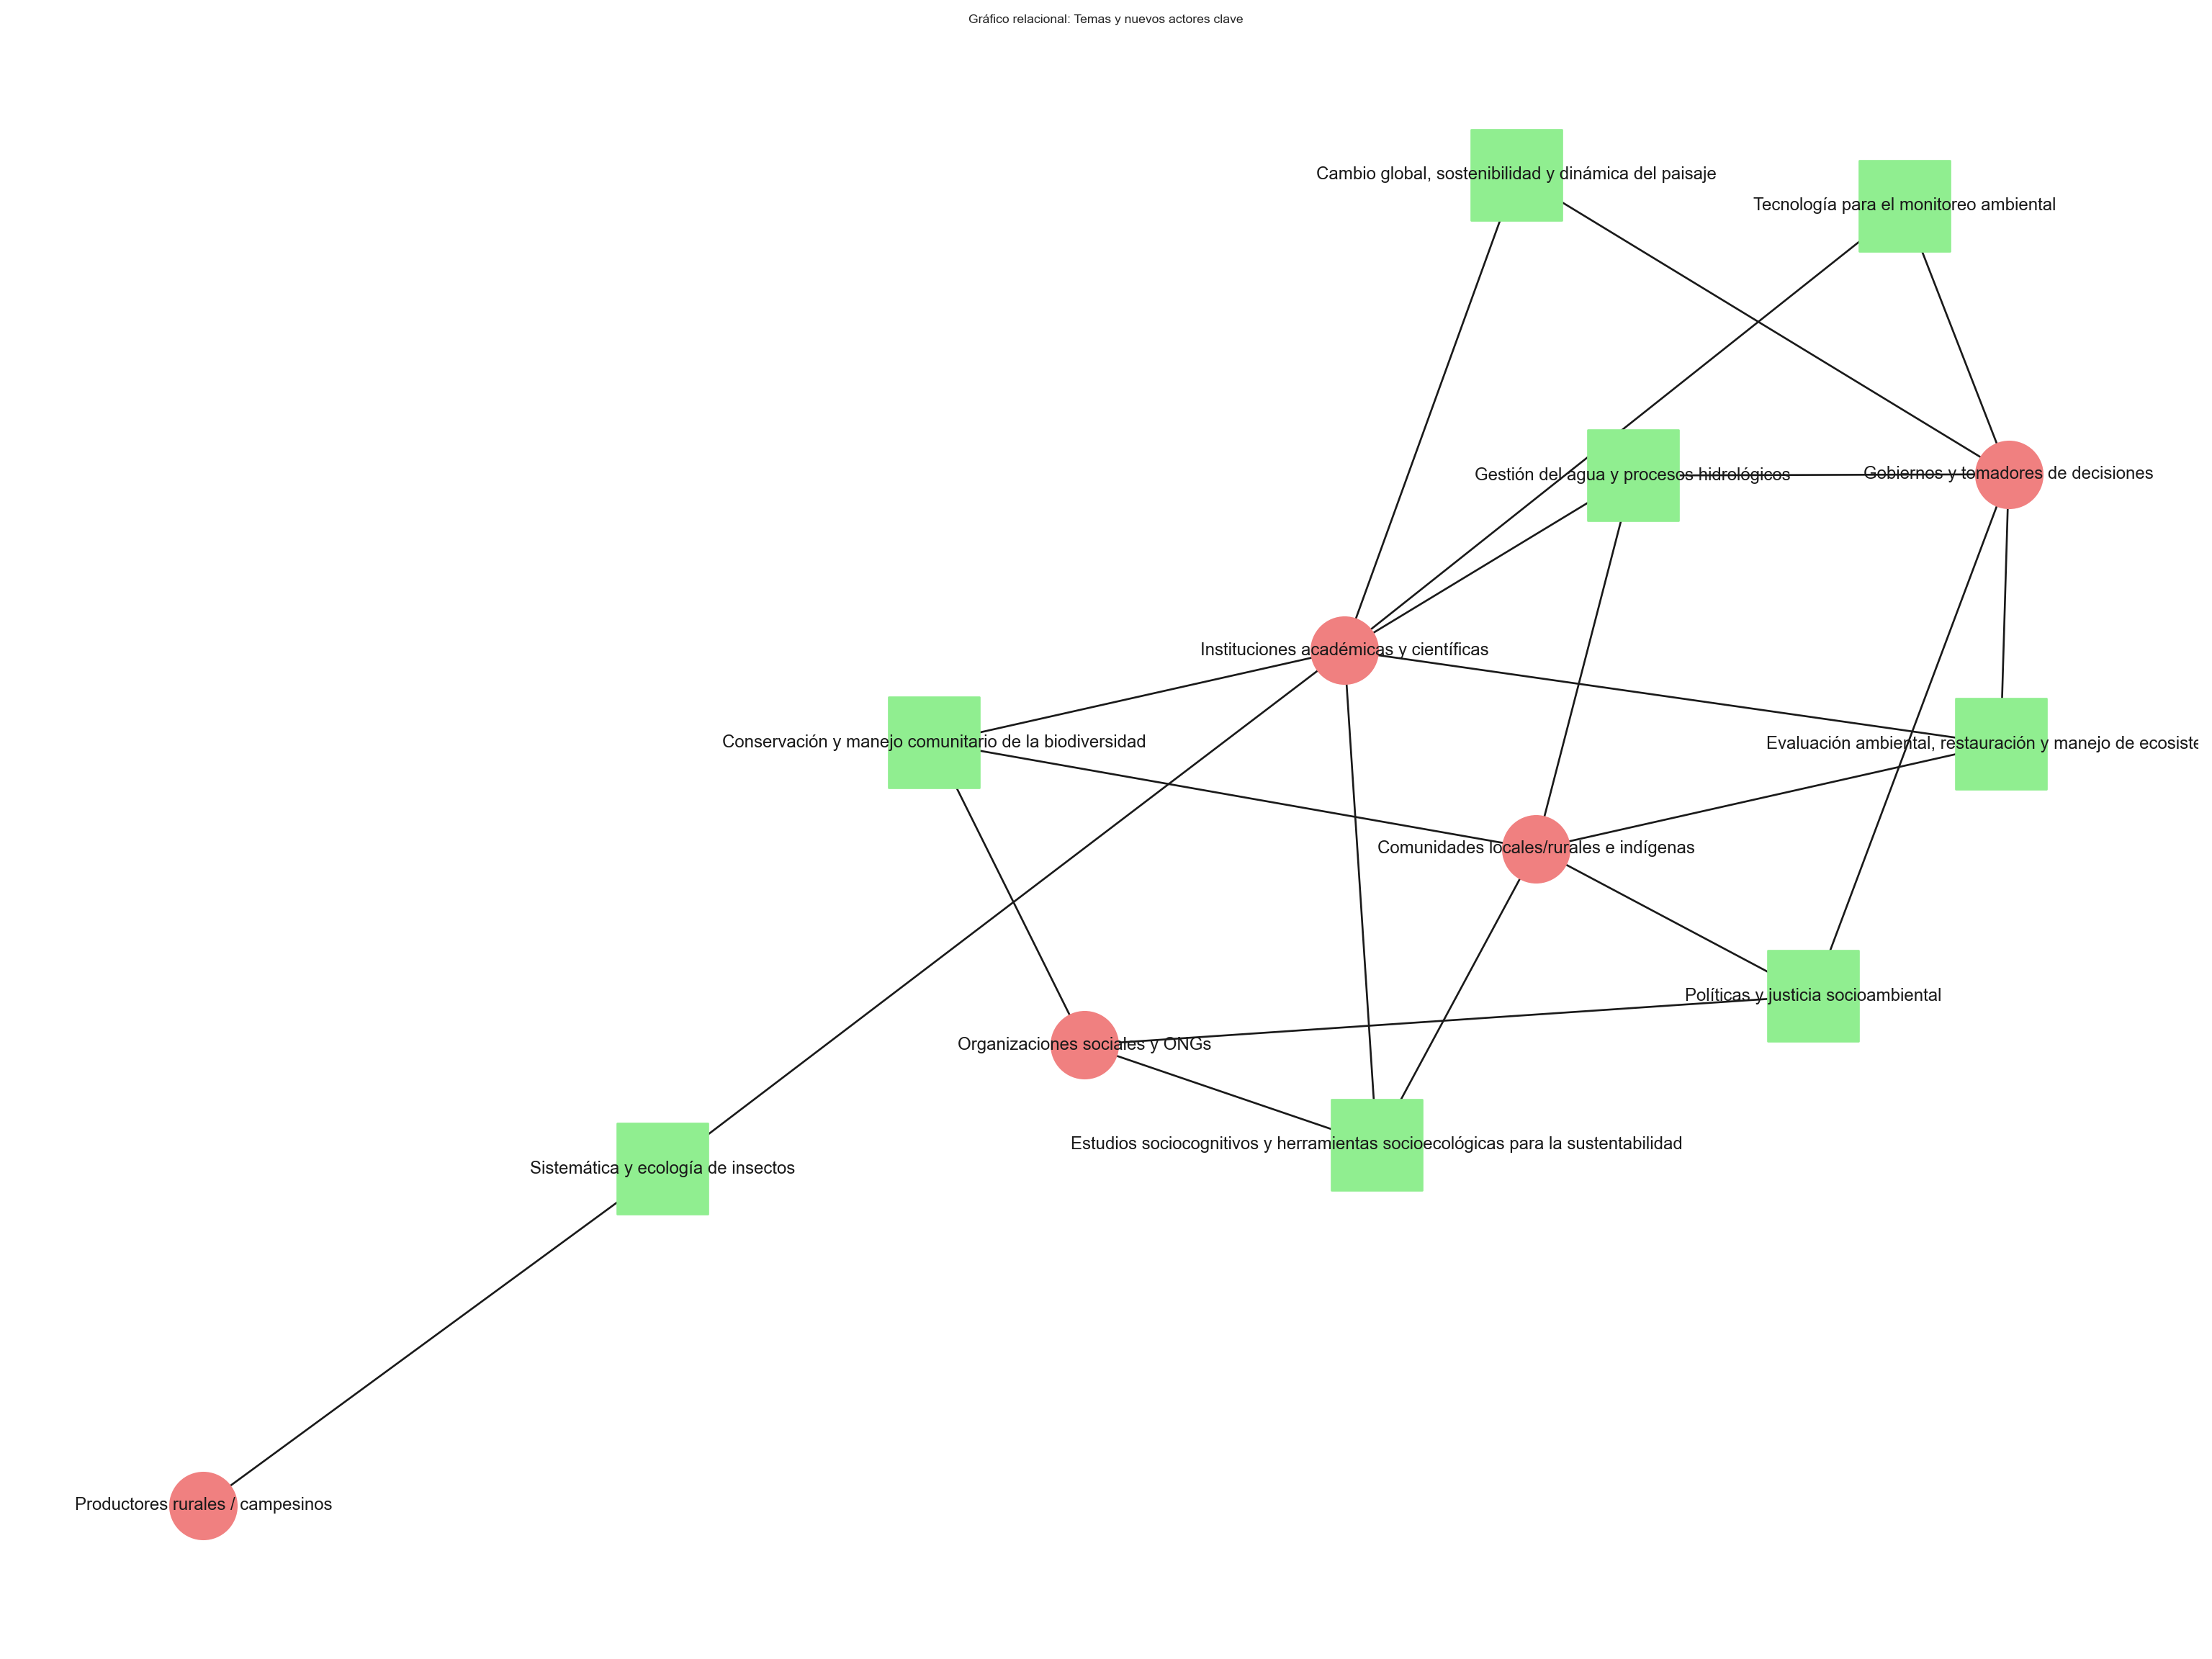 Gráfico relacional: Temas y nuevos actores clave
Cambio global, sostenibilidad y dinámica del paisaje
Tecnología para el monitoreo ambiental
Gestión del agua y procesos hidrológicos
Gobiernos y tomadores de decisiones
Instituciones académicas y científicas
Conservación y manejo comunitario de la biodiversidad
Evaluación ambiental, restauración y manejo de ecosiste
Comunidades locales/rurales e indígenas
Políticas y justicia socioambiental
Organizaciones sociales y ONGs
Estudios sociocognitivos y herramientas socioecológicas para la sustentabilidad
Sistemática y ecología de insectos
Productores rurales / campesinos